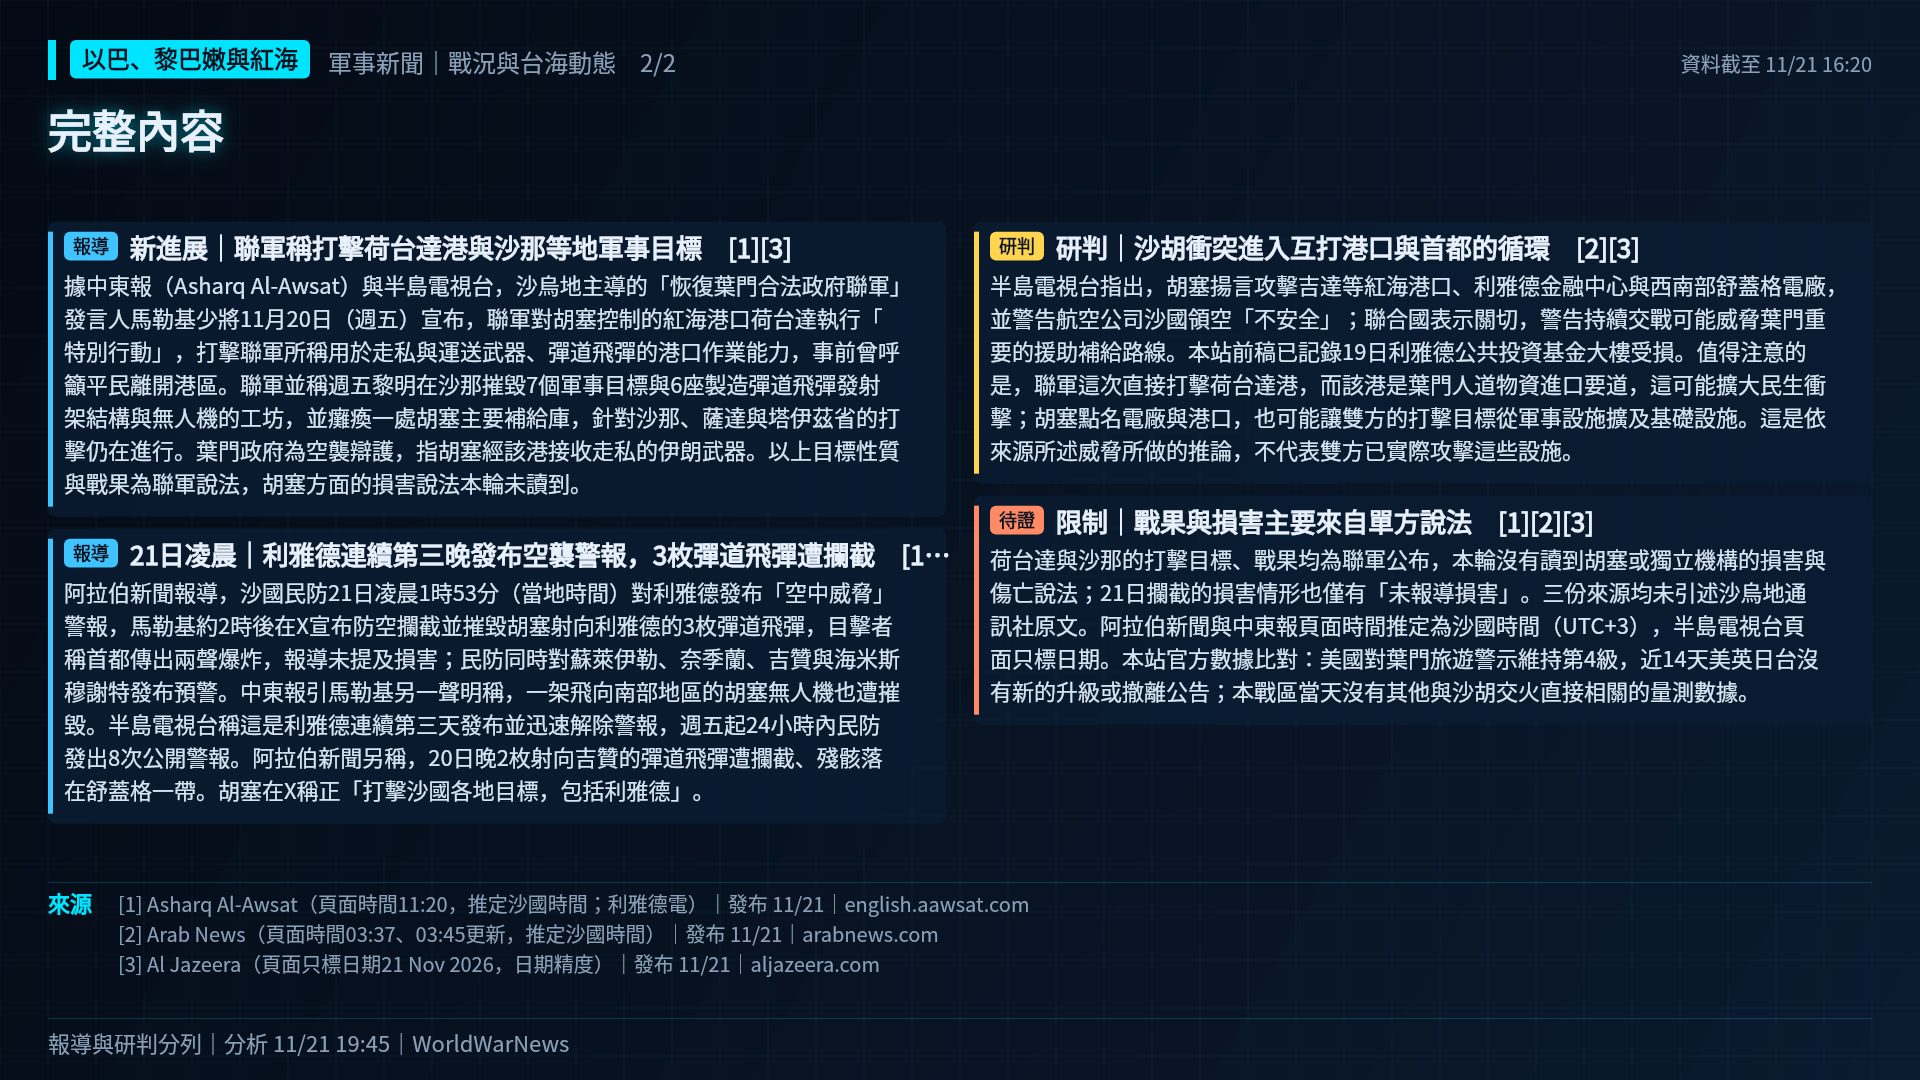 以巴、黎巴嫩與紅海
軍事新聞｜戰況與台海動態　2/2
資料截至 11/21 16:20
完整內容
報導 新進展｜聯軍稱打擊荷台達港與沙那等地軍事目標　[1][3]
據中東報（Asharq Al-Awsat）與半島電視台，沙烏地主導的「恢復葉門合法政府聯軍」
發言人馬勒基少將11月20日（週五）宣布，聯軍對胡塞控制的紅海港口荷台達執行「
特別行動」，打擊聯軍所稱用於走私與運送武器、彈道飛彈的港口作業能力，事前曾呼
籲平民離開港區。聯軍並稱週五黎明在沙那摧毀7個軍事目標與6座製造彈道飛彈發射
架結構與無人機的工坊，並癱瘓一處胡塞主要補給庫，針對沙那、薩達與塔伊茲省的打
擊仍在進行。葉門政府為空襲辯護，指胡塞經該港接收走私的伊朗武器。以上目標性質
與戰果為聯軍說法，胡塞方面的損害說法本輪未讀到。
報導 21日凌晨｜利雅德連續第三晚發布空襲警報，3枚彈道飛彈遭攔截　[1…
阿拉伯新聞報導，沙國民防21日凌晨1時53分（當地時間）對利雅德發布「空中威脅」
警報，馬勒基約2時後在X宣布防空攔截並摧毀胡塞射向利雅德的3枚彈道飛彈，目擊者
稱首都傳出兩聲爆炸，報導未提及損害；民防同時對蘇萊伊勒、奈季蘭、吉贊與海米斯
穆謝特發布預警。中東報引馬勒基另一聲明稱，一架飛向南部地區的胡塞無人機也遭摧
毀。半島電視台稱這是利雅德連續第三天發布並迅速解除警報，週五起24小時內民防
發出8次公開警報。阿拉伯新聞另稱，20日晚2枚射向吉贊的彈道飛彈遭攔截、殘骸落
在舒蓋格一帶。胡塞在X稱正「打擊沙國各地目標，包括利雅德」。
研判 研判｜沙胡衝突進入互打港口與首都的循環　[2][3]
半島電視台指出，胡塞揚言攻擊吉達等紅海港口、利雅德金融中心與西南部舒蓋格電廠，
並警告航空公司沙國領空「不安全」；聯合國表示關切，警告持續交戰可能威脅葉門重
要的援助補給路線。本站前稿已記錄19日利雅德公共投資基金大樓受損。值得注意的
是，聯軍這次直接打擊荷台達港，而該港是葉門人道物資進口要道，這可能擴大民生衝
擊；胡塞點名電廠與港口，也可能讓雙方的打擊目標從軍事設施擴及基礎設施。這是依
來源所述威脅所做的推論，不代表雙方已實際攻擊這些設施。
待證 限制｜戰果與損害主要來自單方說法　[1][2][3]
荷台達與沙那的打擊目標、戰果均為聯軍公布，本輪沒有讀到胡塞或獨立機構的損害與
傷亡說法；21日攔截的損害情形也僅有「未報導損害」。三份來源均未引述沙烏地通
訊社原文。阿拉伯新聞與中東報頁面時間推定為沙國時間（UTC+3），半島電視台頁
面只標日期。本站官方數據比對：美國對葉門旅遊警示維持第4級，近14天美英日台沒
有新的升級或撤離公告；本戰區當天沒有其他與沙胡交火直接相關的量測數據。
來源
[1] Asharq Al-Awsat（頁面時間11:20，推定沙國時間；利雅德電）｜發布 11/21｜english.aawsat.com
[2] Arab News（頁面時間03:37、03:45更新，推定沙國時間）｜發布 11/21｜arabnews.com
[3] Al Jazeera（頁面只標日期21 Nov 2026，日期精度）｜發布 11/21｜aljazeera.com
報導與研判分列｜分析 11/21 19:45｜WorldWarNews